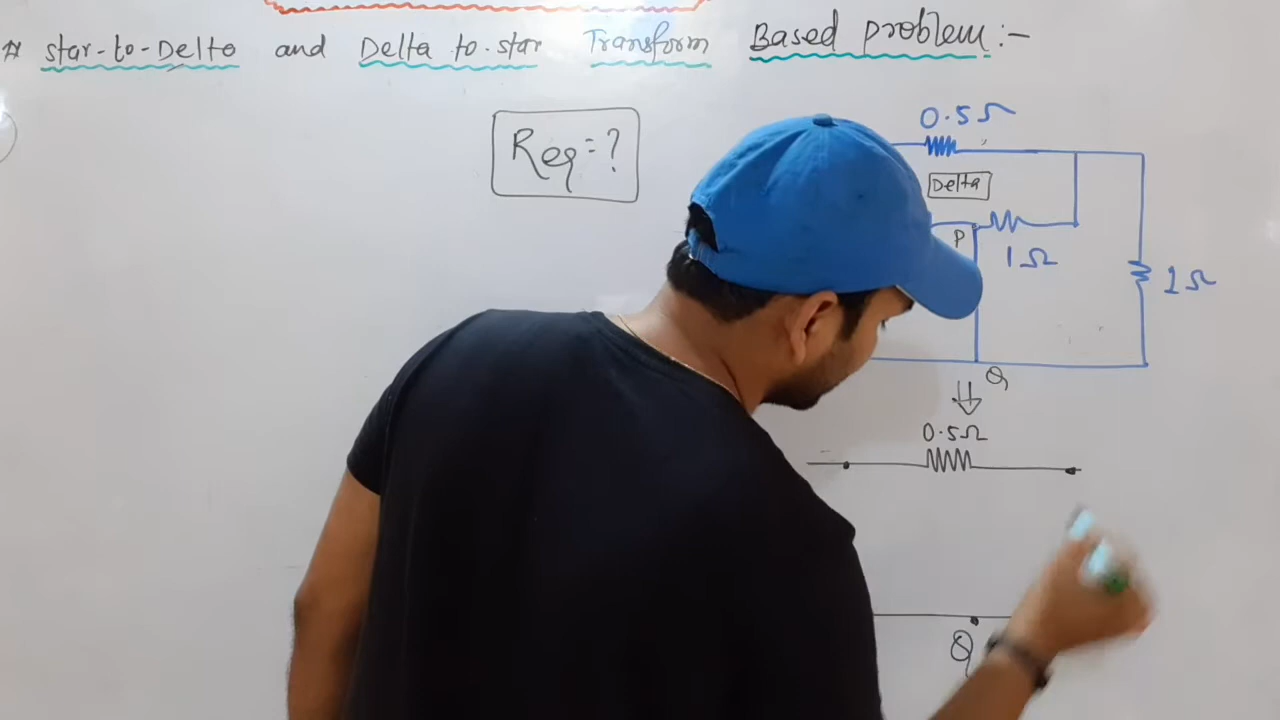 # Star-to-Delta and Delta to-star Transform Based problem:-
Req=?
0.5Ω
Delta
P
1Ω
1Ω
Q
0.5Ω
Q